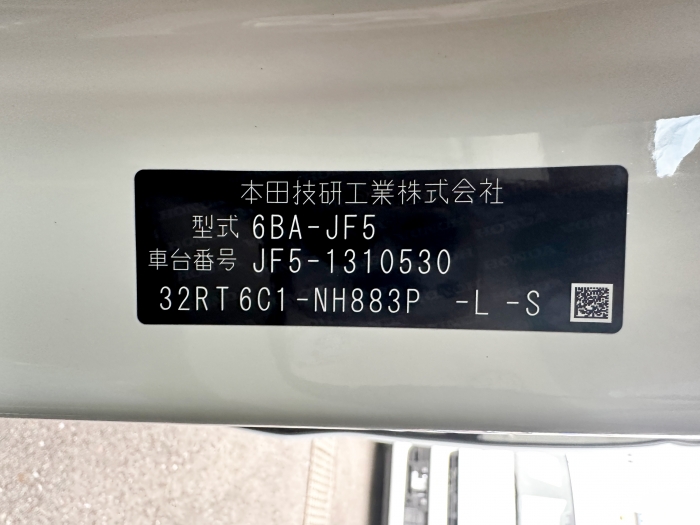 本田技研工業株式会社
型式 6BA-JF5
車台番号 JF5-1310530
32RT6C1-NH883P -L -S